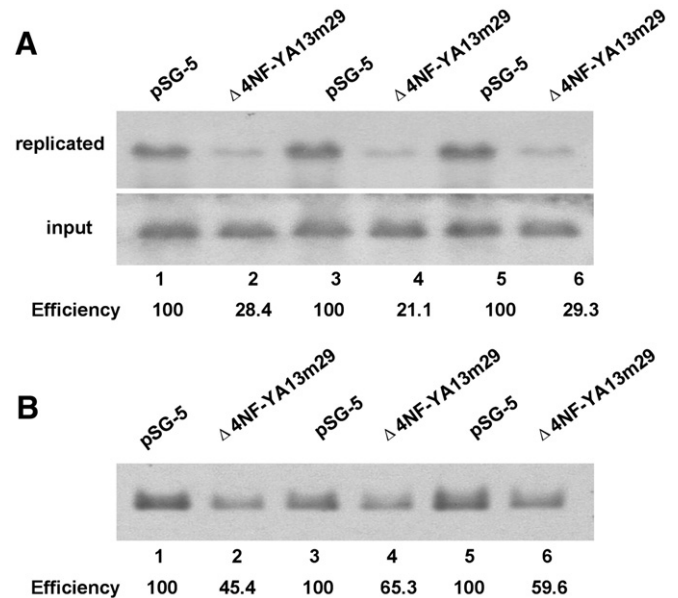 A
pSG-5 Δ4NF-YA13m29 pSG-5 Δ4NF-YA13m29 pSG-5 Δ4NF-YA13m29
replicated
input
1 2 3 4 5 6
Efficiency 100 28.4 100 21.1 100 29.3
B
pSG-5 Δ4NF-YA13m29 pSG-5 Δ4NF-YA13m29 pSG-5 Δ4NF-YA13m29
1 2 3 4 5 6
Efficiency 100 45.4 100 65.3 100 59.6